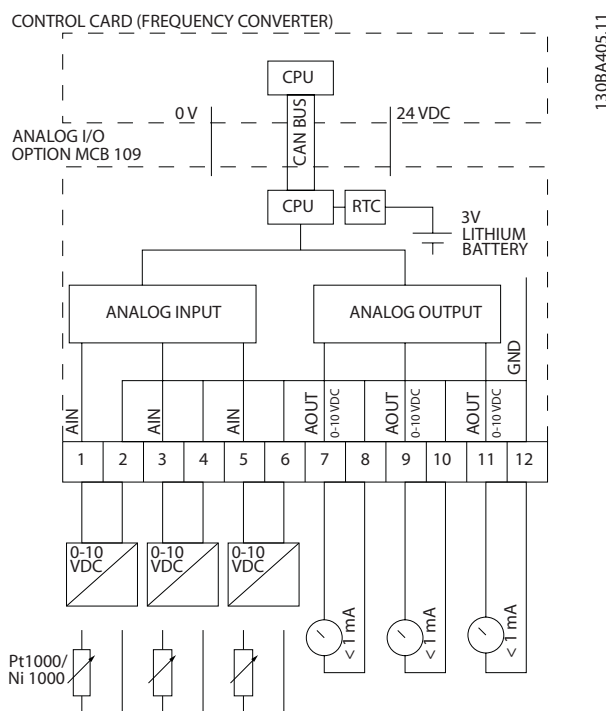 CONTROL CARD (FREQUENCY CONVERTER)
130BA405.11
CPU
0 V
CAN BUS
24 VDC
ANALOG I/O
OPTION MCB 109
CPU
RTC
3V
LITHIUM
BATTERY
ANALOG INPUT
ANALOG OUTPUT
GND
AIN
AIN
AIN
AOUT
0-10 VDC
AOUT
0-10 VDC
AOUT
0-10 VDC
1 2 3 4 5 6 7 8 9 10 11 12
0-10
VDC
0-10
VDC
0-10
VDC
< 1 mA
< 1 mA
< 1 mA
Pt1000/
Ni 1000